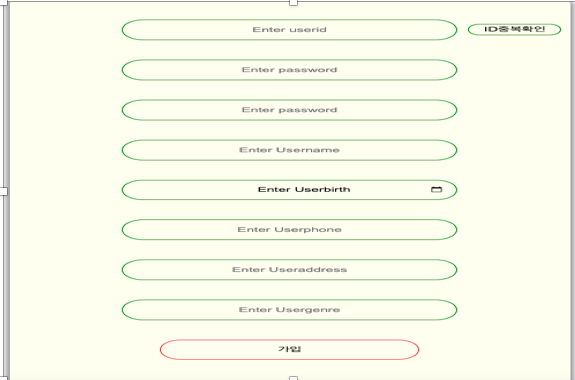 Enter userid
ID중복확인
Enter password
Enter password
Enter Username
Enter Userbirth
Enter Userphone
Enter Useraddress
Enter Usergenre
가입